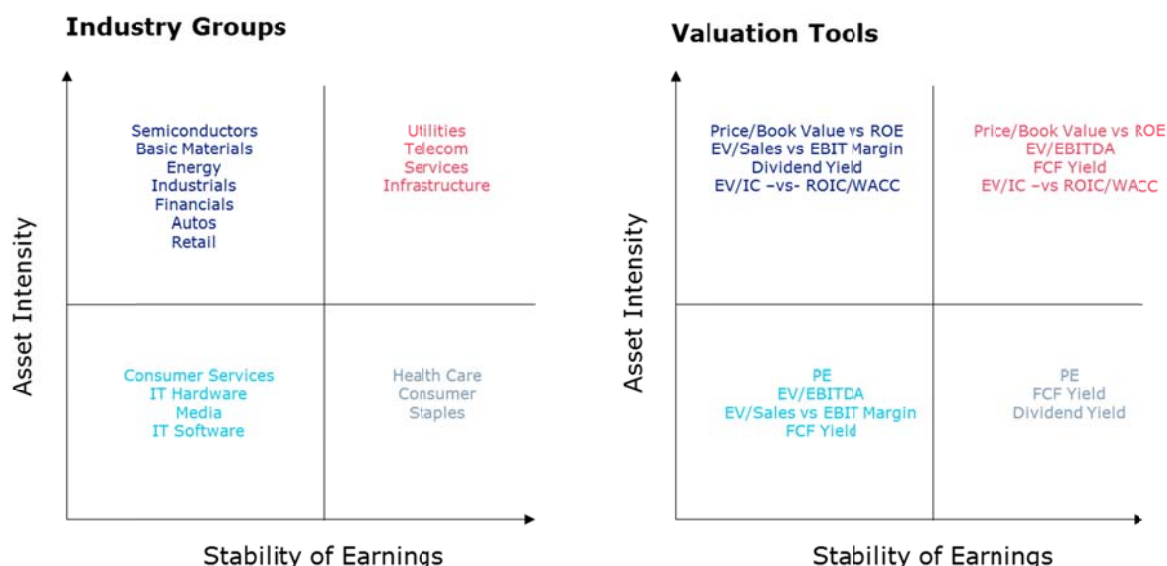 Industry Groups
Asset Intensity
Semiconductors
Basic Materials
Energy
Industrials
Financials
Autos
Retail
Utilities
Telecom
Services
Infrastructure
Consumer Services
IT Hardware
Media
IT Software
Health Care
Consumer
Staples
Stability of Earnings
Valuation Tools
Asset Intensity
Price/Book Value vs ROE
EV/Sales vs EBIT Margin
Dividend Yield
EV/IC –vs- ROIC/WACC
Price/Book Value vs ROE
EV/EBITDA
FCF Yield
EV/IC –vs ROIC/WACC
PE
EV/EBITDA
EV/Sales vs EBIT Margin
FCF Yield
PE
FCF Yield
Dividend Yield
Stability of Earnings